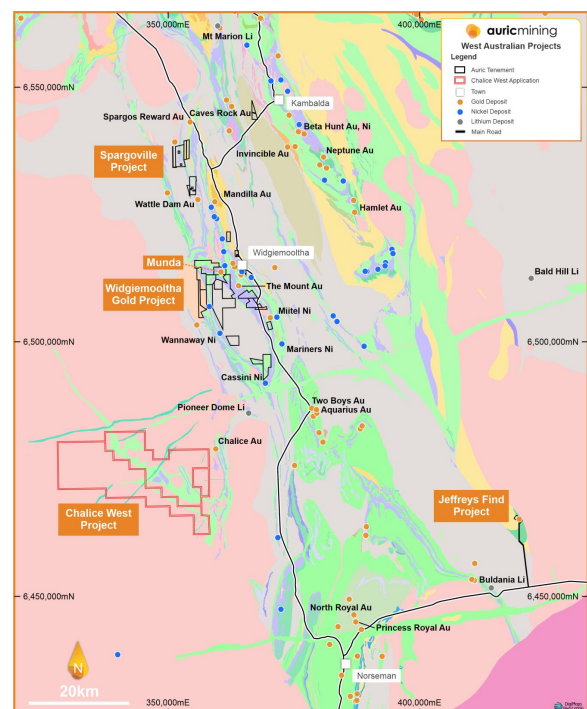 350,000mE
400,000mE
auricmining
West Australian Projects
Legend
Auric Tenement
Chalice West Application
Town
Gold Deposit
Nickel Deposit
Lithium Deposit
Main Road
Mt Marion Li
6,550,000mN
6,550,000mN
Kambalda
Caves Rock Au
Spargos Reward Au
Beta Hunt Au, Ni
Invincible Au
Neptune Au
Spargoville
Project
Mandilla Au
Wattle Dam Au
Hamlet Au
Widgiemooltha
Munda
Bald Hill Li
Widgiemooltha
Gold Project
The Mount Au
Miitel Ni
Wannaway Ni
6,500,000mN
6,500,000mN
Mariners Ni
Cassini Ni
Pioneer Dome Li
Two Boys Au
Aquarius Au
Chalice Au
Jeffreys Find
Project
Chalice West
Project
Buldania Li
6,450,000mN
6,450,000mN
North Royal Au
Princess Royal Au
N
Norseman
20km
350,000mE
400,000mE